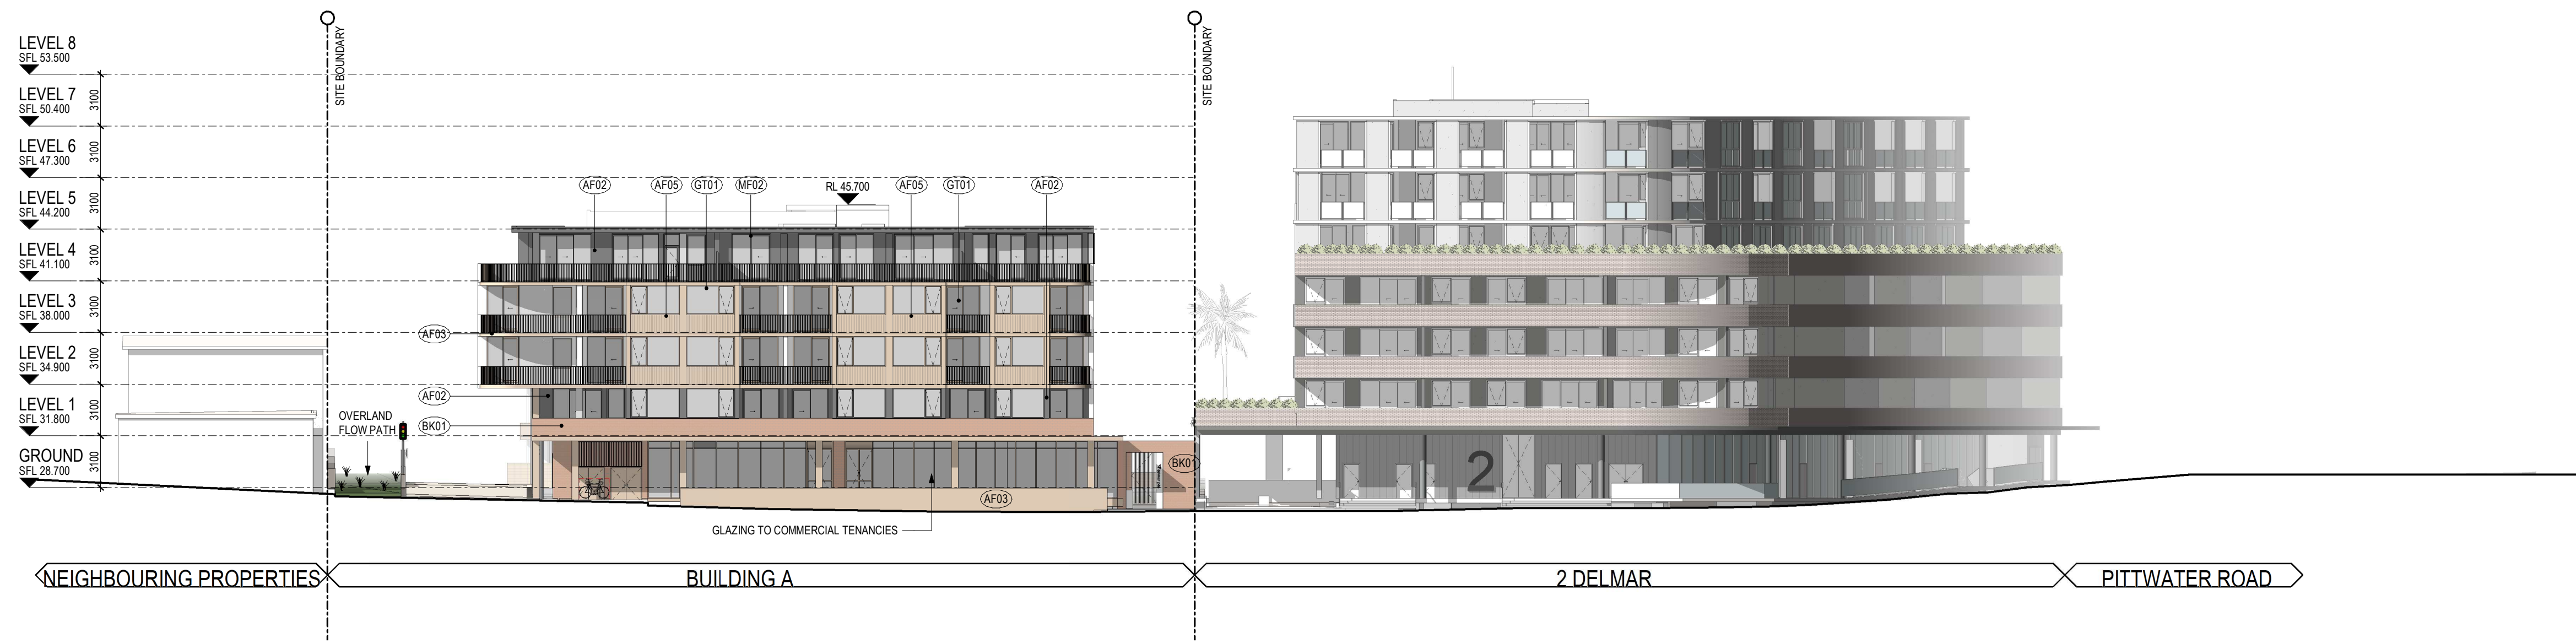 LEVEL 8
SFL 53.500
LEVEL 7
SFL 50.400
LEVEL 6
SFL 47.300
LEVEL 5
SFL 44.200
LEVEL 4
SFL 41.100
LEVEL 3
SFL 38.000
LEVEL 2
SFL 34.900
LEVEL 1
SFL 31.800
GROUND
SFL 28.700
3100
3100
3100
3100
3100
3100
3100
3100
SITE BOUNDARY
SITE BOUNDARY
AF02
AF05
GT01
MF02
RL 45.700
AF05
GT01
AF02
AF03
AF02
BK01
OVERLAND
FLOW PATH
BK01
AF03
2
GLAZING TO COMMERCIAL TENANCIES
NEIGHBOURING PROPERTIES
BUILDING A
2 DELMAR
PITTWATER ROAD